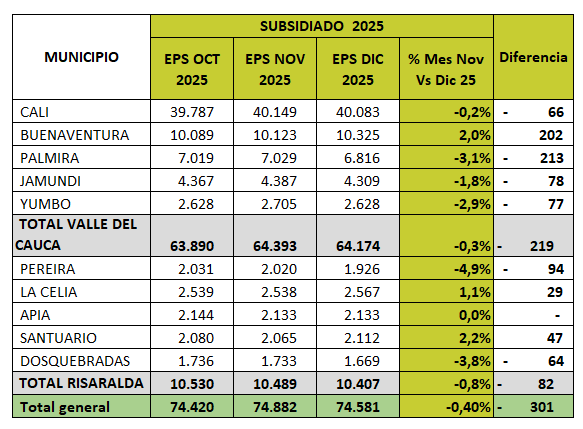 MUNICIPIO
SUBSIDIADO 2025
EPS OCT 2025
EPS NOV 2025
EPS DIC 2025
% Mes Nov Vs Dic 25
Diferencia
CALI 39.787 40.149 40.083 -0,2% - 66
BUENAVENTURA 10.089 10.123 10.325 2,0% 202
PALMIRA 7.019 7.029 6.816 -3,1% - 213
JAMUNDI 4.367 4.387 4.309 -1,8% - 78
YUMBO 2.628 2.705 2.628 -2,9% - 77
TOTAL VALLE DEL CAUCA 63.890 64.393 64.174 -0,3% - 219
PEREIRA 2.031 2.020 1.926 -4,9% - 94
LA CELIA 2.539 2.538 2.567 1,1% 29
APIA 2.144 2.133 2.133 0,0% -
SANTUARIO 2.080 2.065 2.112 2,2% 47
DOSQUEBRADAS 1.736 1.733 1.669 -3,8% - 64
TOTAL RISARALDA 10.530 10.489 10.407 -0,8% - 82
Total general 74.420 74.882 74.581 -0,40% - 301